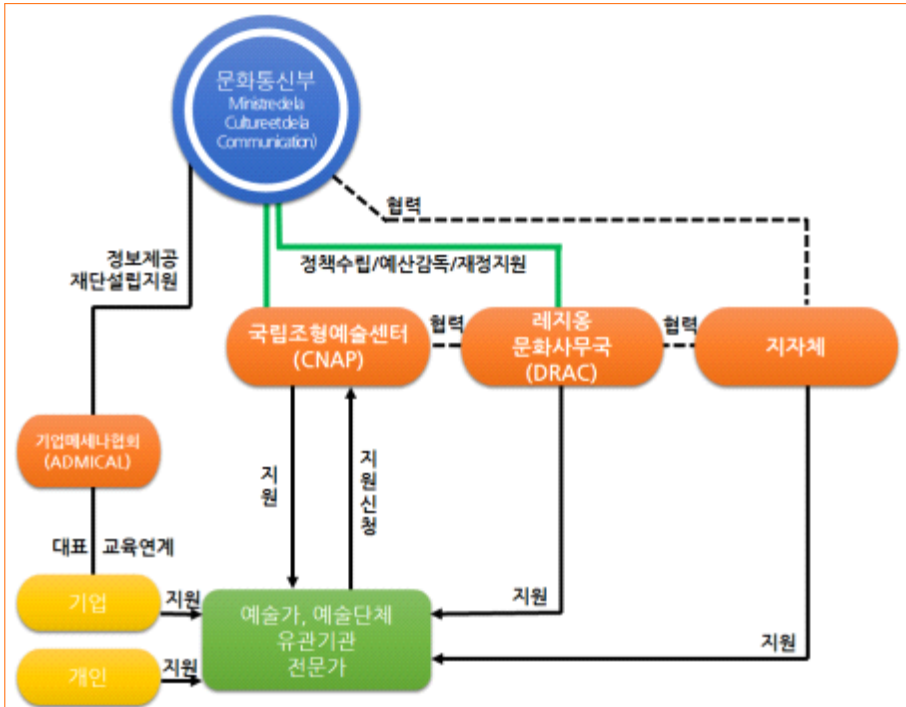 문화통신부
Ministre de la
Culture et de la
Communication)
협력
정보제공
재단설립지원
정책수립/예산감독/재정지원
국립조형예술센터
(CNAP)
협력
레지옹
문화사무국
(DRAC)
협력
지자체
기업메세나협회
(ADMICAL)
지원
지원신청
대표 교육연계
기업
지원
예술가, 예술단체
유관기관
전문가
지원
지원
개인
지원